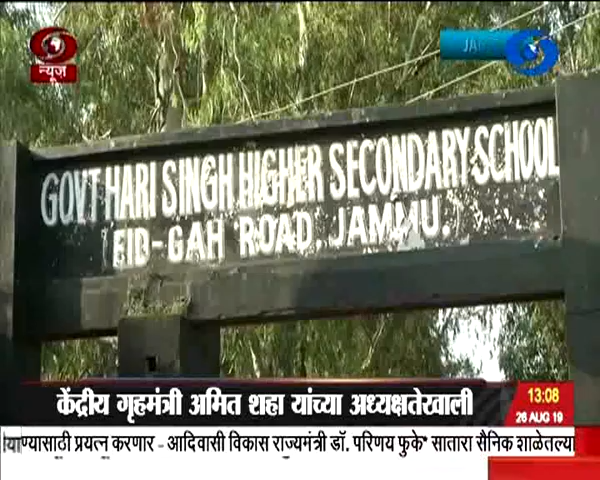 न्यूज़
GOVT HARI SINGH HIGHER SECONDARY SCHOOL
EID-GAH ROAD, JAMMU.
केंद्रीय गृहमंत्री अमित शहा यांच्या अध्यक्षतेखाली
13:08
26 AUG 19
ण्यासाठी प्रयत्न करणार - आदिवासी विकास राज्यमंत्री डॉ. परिणय फुके* सातारा सैनिक शाळेतल्या